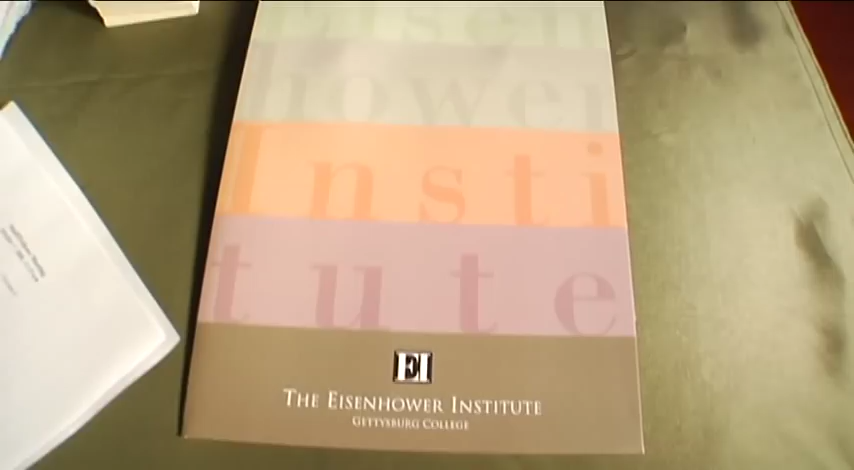 Eisen
hower
Insti
tute
EI
THE EISENHOWER INSTITUTE
GETTYSBURG COLLEGE